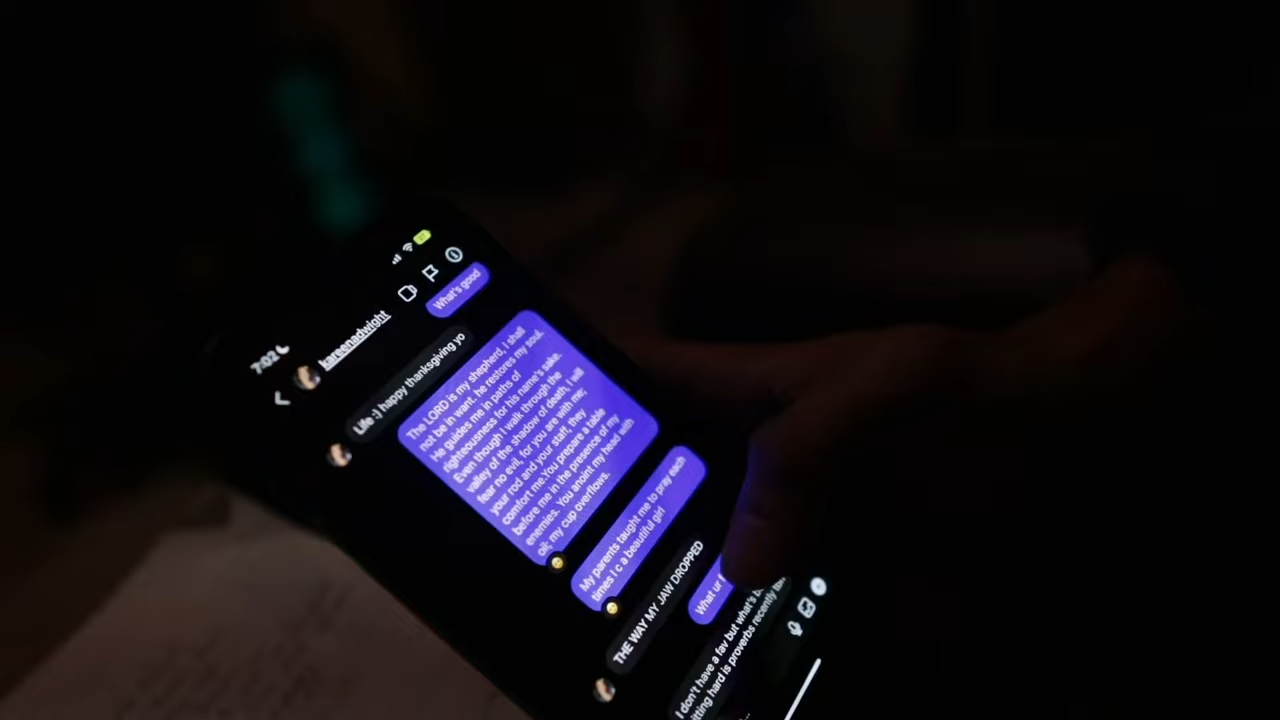 7:02
kareenadwight
What's good
Life :) happy thanksgiving yo
The LORD is my shepherd, I shall
not be in want. he restores my soul.
He guides me in paths of
righteousness for his name's sake.
Even though I walk through the
valley of the shadow of death, I will
fear no evil, for you are with me;
your rod and your staff, they
comfort me.You prepare a table
before me in the presence of my
enemies. You anoint my head with
oil; my cup overflows.
My parents taught me to pray each
times I c a beautiful girl
THE WAY MY JAW DROPPED
What ur
I don't have a fav but what's
itting hard is proverbs recently